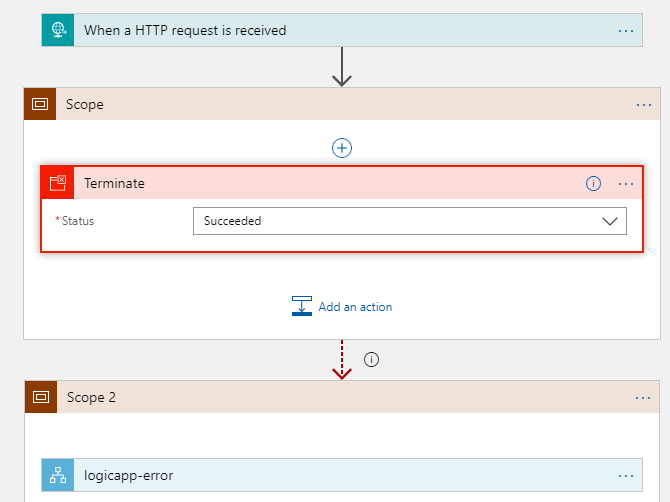 When a HTTP request is received
Scope
Terminate
*Status
Succeeded
Add an action
Scope 2
logicapp-error